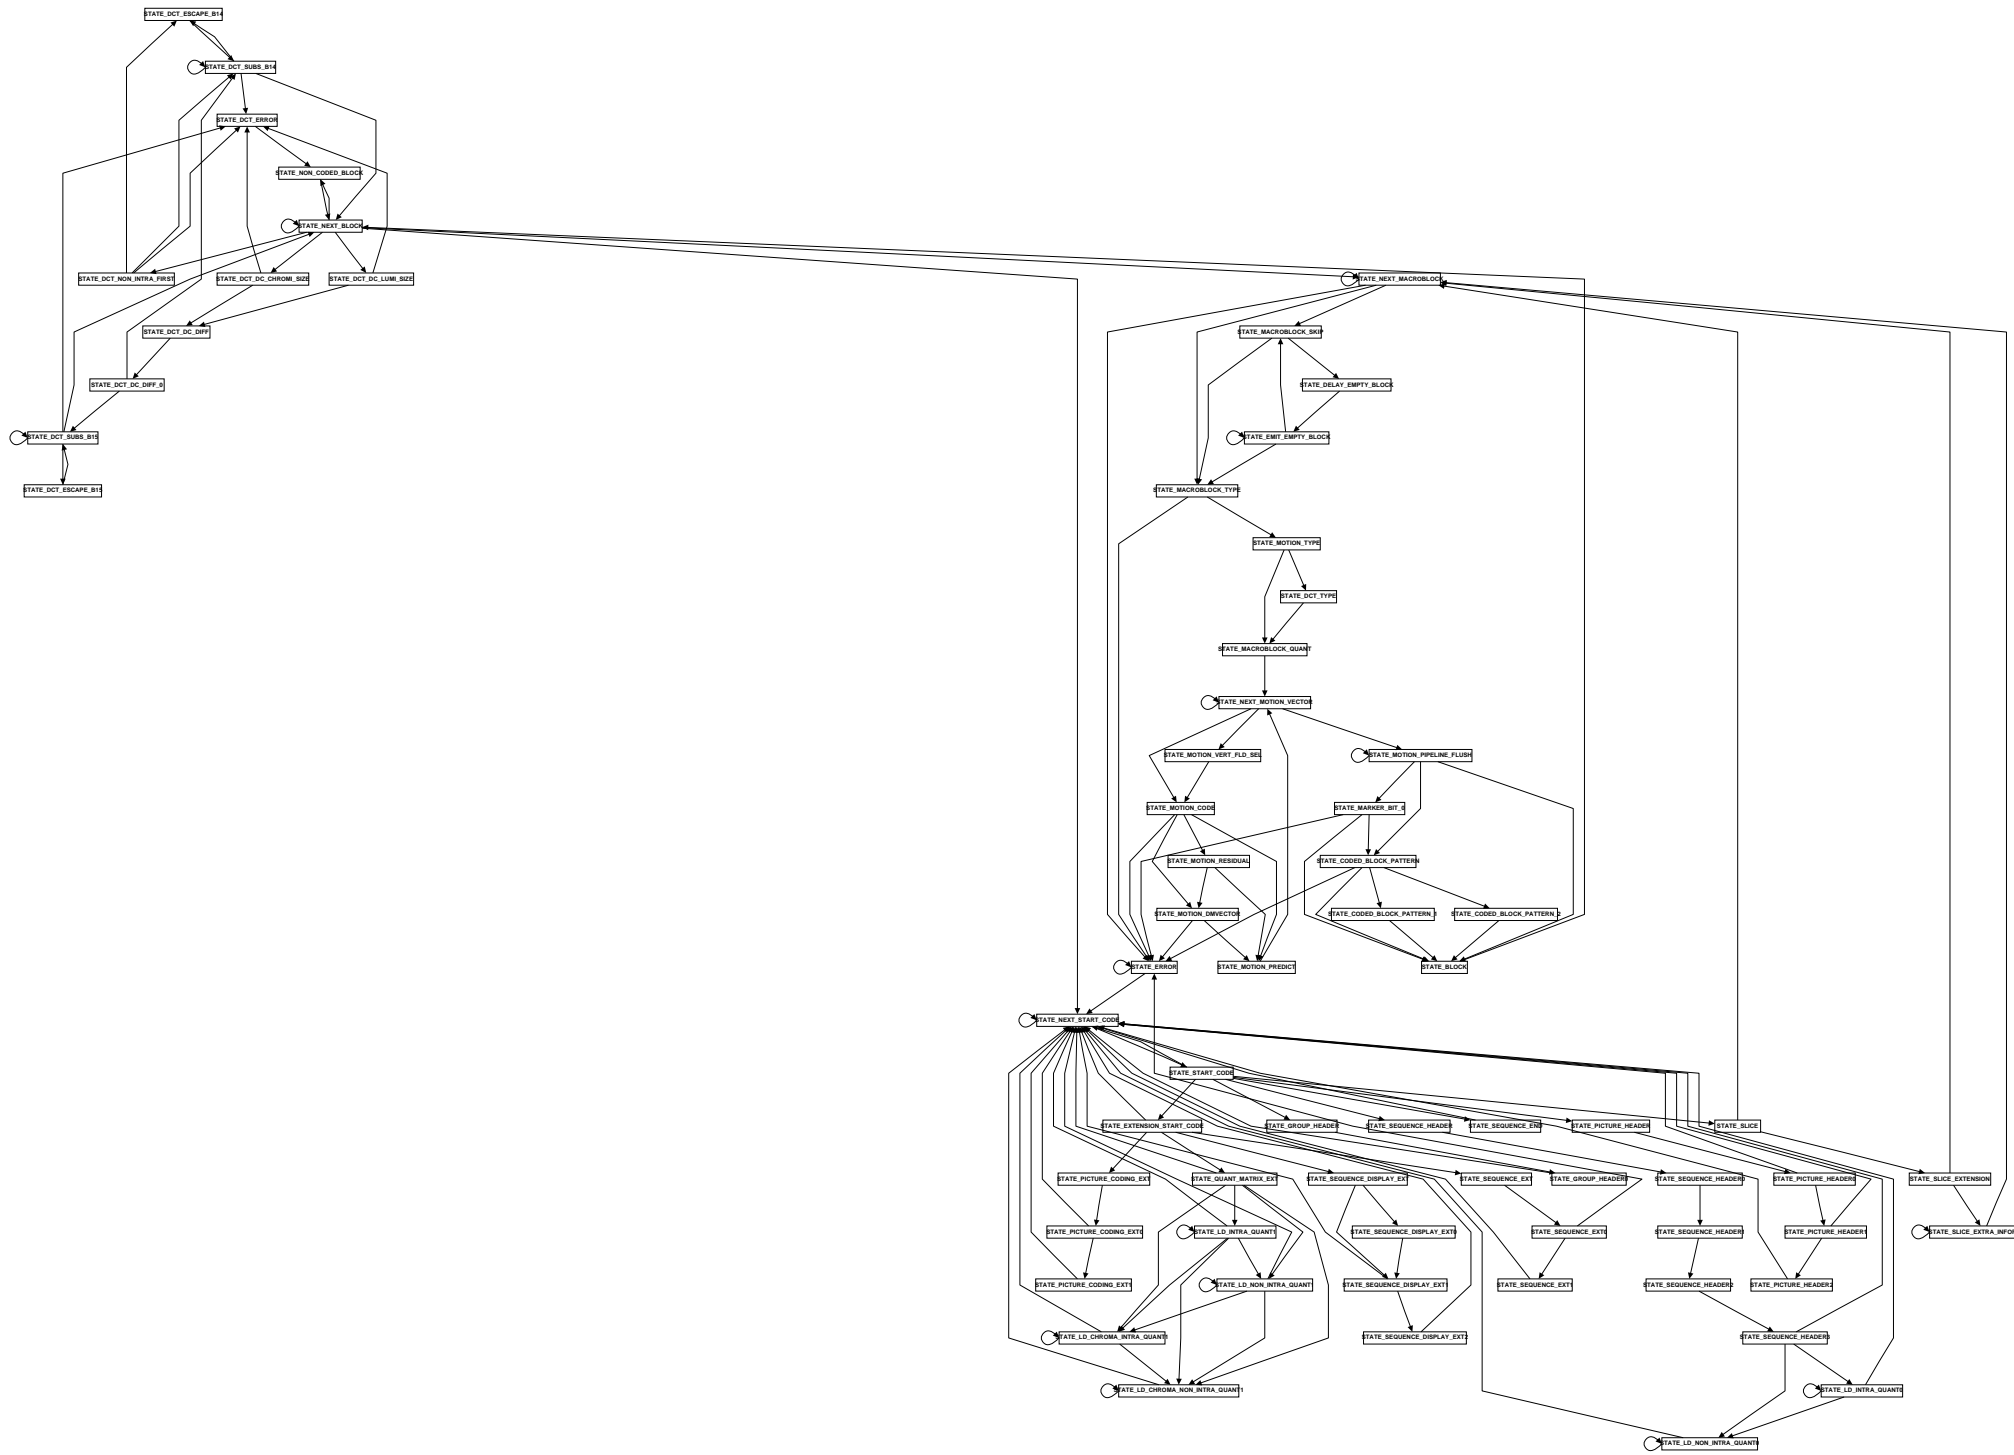 STATE_DCT_ESCAPE_B14
STATE_DCT_SUBS_B14
STATE_DCT_ERROR
STATE_NON_CODED_BLOCK
STATE_NEXT_BLOCK
STATE_DCT_NON_INTRA_FIRST
STATE_DCT_DC_CHROMI_SIZE
STATE_DCT_DC_LUMI_SIZE
STATE_NEXT_MACROBLOCK
STATE_DCT_DC_DIFF
STATE_MACROBLOCK_SKIP
STATE_DCT_DC_DIFF_0
STATE_DELAY_EMPTY_BLOCK
STATE_DCT_SUBS_B15
STATE_EMIT_EMPTY_BLOCK
STATE_DCT_ESCAPE_B15
STATE_MACROBLOCK_TYPE
STATE_MOTION_TYPE
STATE_DCT_TYPE
STATE_MACROBLOCK_QUANT
STATE_NEXT_MOTION_VECTOR
STATE_MOTION_VERT_FLD_SEL
STATE_MOTION_PIPELINE_FLUSH
STATE_MOTION_CODE
STATE_MARKER_BIT_0
STATE_MOTION_RESIDUAL
STATE_CODED_BLOCK_PATTERN
STATE_MOTION_DMVECTOR
STATE_CODED_BLOCK_PATTERN_1
STATE_CODED_BLOCK_PATTERN_2
STATE_ERROR
STATE_MOTION_PREDICT
STATE_BLOCK
STATE_NEXT_START_CODE
STATE_START_CODE
STATE_EXTENSION_START_CODE
STATE_GROUP_HEADER
STATE_SEQUENCE_HEADER
STATE_SEQUENCE_END
STATE_PICTURE_HEADER
STATE_SLICE
STATE_PICTURE_CODING_EXT
STATE_QUANT_MATRIX_EXT
STATE_SEQUENCE_DISPLAY_EXT
STATE_SEQUENCE_EXT
STATE_GROUP_HEADER0
STATE_SEQUENCE_HEADER0
STATE_PICTURE_HEADER0
STATE_SLICE_EXTENSION
STATE_PICTURE_CODING_EXT0
STATE_LD_INTRA_QUANT1
STATE_SEQUENCE_DISPLAY_EXT0
STATE_SEQUENCE_EXT0
STATE_SEQUENCE_HEADER1
STATE_PICTURE_HEADER1
STATE_SLICE_EXTRA_INFOR
STATE_PICTURE_CODING_EXT1
STATE_LD_NON_INTRA_QUANT1
STATE_SEQUENCE_DISPLAY_EXT1
STATE_SEQUENCE_EXT1
STATE_SEQUENCE_HEADER2
STATE_PICTURE_HEADER2
STATE_LD_CHROMA_INTRA_QUANT1
STATE_SEQUENCE_DISPLAY_EXT2
STATE_SEQUENCE_HEADER3
STATE_LD_CHROMA_NON_INTRA_QUANT1
STATE_LD_INTRA_QUANT0
STATE_LD_NON_INTRA_QUANT0